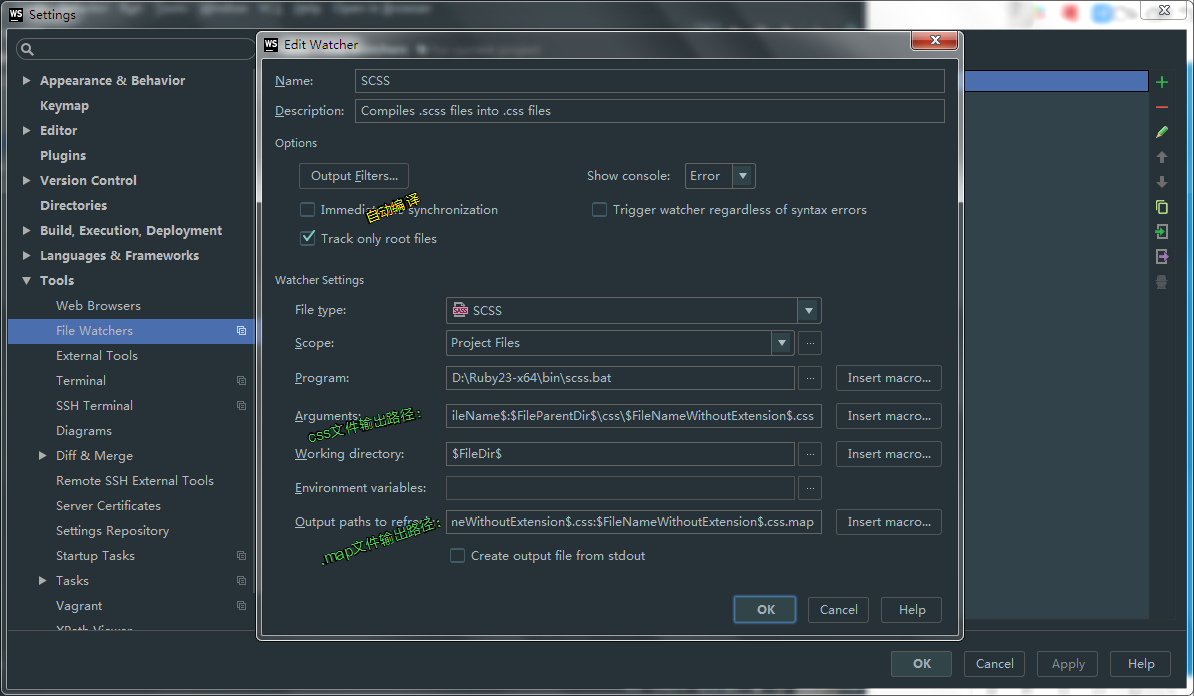 WS Settings
WS Edit Watcher
Appearance & Behavior
Keymap
Editor
Plugins
Version Control
Directories
Build, Execution, Deployment
Languages & Frameworks
Tools
Web Browsers
File Watchers
External Tools
Terminal
SSH Terminal
Diagrams
Diff & Merge
Remote SSH External Tools
Server Certificates
Settings Repository
Startup Tasks
Tasks
Vagrant
XPath Viewer
Name: SCSS
Description: Compiles .scss files into .css files
Options
Output Filters... Show console: Error
自动编译
synchronization Trigger watcher regardless of syntax errors
Track only root files
Watcher Settings
File type: SASS SCSS
Scope: Project Files ...
Program: D:\Ruby23-x64\bin\scss.bat ... Insert macro...
Arguments: ileName$:$FileParentDir$\css\$FileNameWithoutExtension$.css Insert macro...
css文件输出路径：
Working directory: $FileDir$ ... Insert macro...
Environment variables: ...
Output paths to refresh: neWithoutExtension$.css:$FileNameWithoutExtension$.css.map Insert macro...
.map文件输出路径：
Create output file from stdout
OK Cancel Help
OK Cancel Apply Help